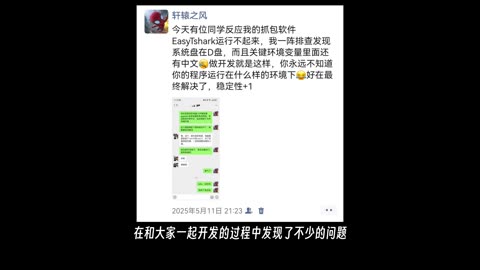 轩辕之风
今天有位同学反应我的抓包软件
EasyTshark运行不起来，我一阵排查发现
系统盘在D盘，而且关键环境变量里面还
有中文😂做开发就是这样，你永远不知道
你的程序运行在什么样的环境下😂好在最
终解决了，稳定性+1
2025年5月11日 21:23
在和大家一起开发的过程中发现了不少的问题